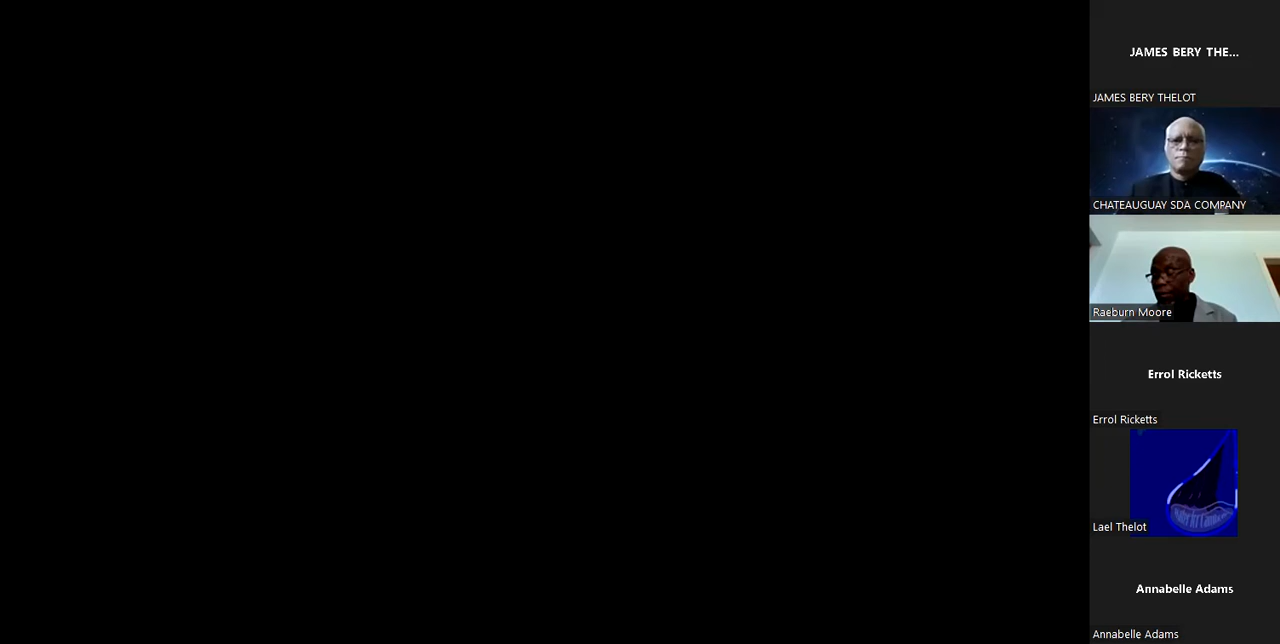 JAMES BERY THE...
JAMES BERY THELOT
CHATEAUGUAY SDA COMPANY
Raeburn Moore
Errol Ricketts
Errol Ricketts
Lael Thelot
Annabelle Adams
Annabelle Adams